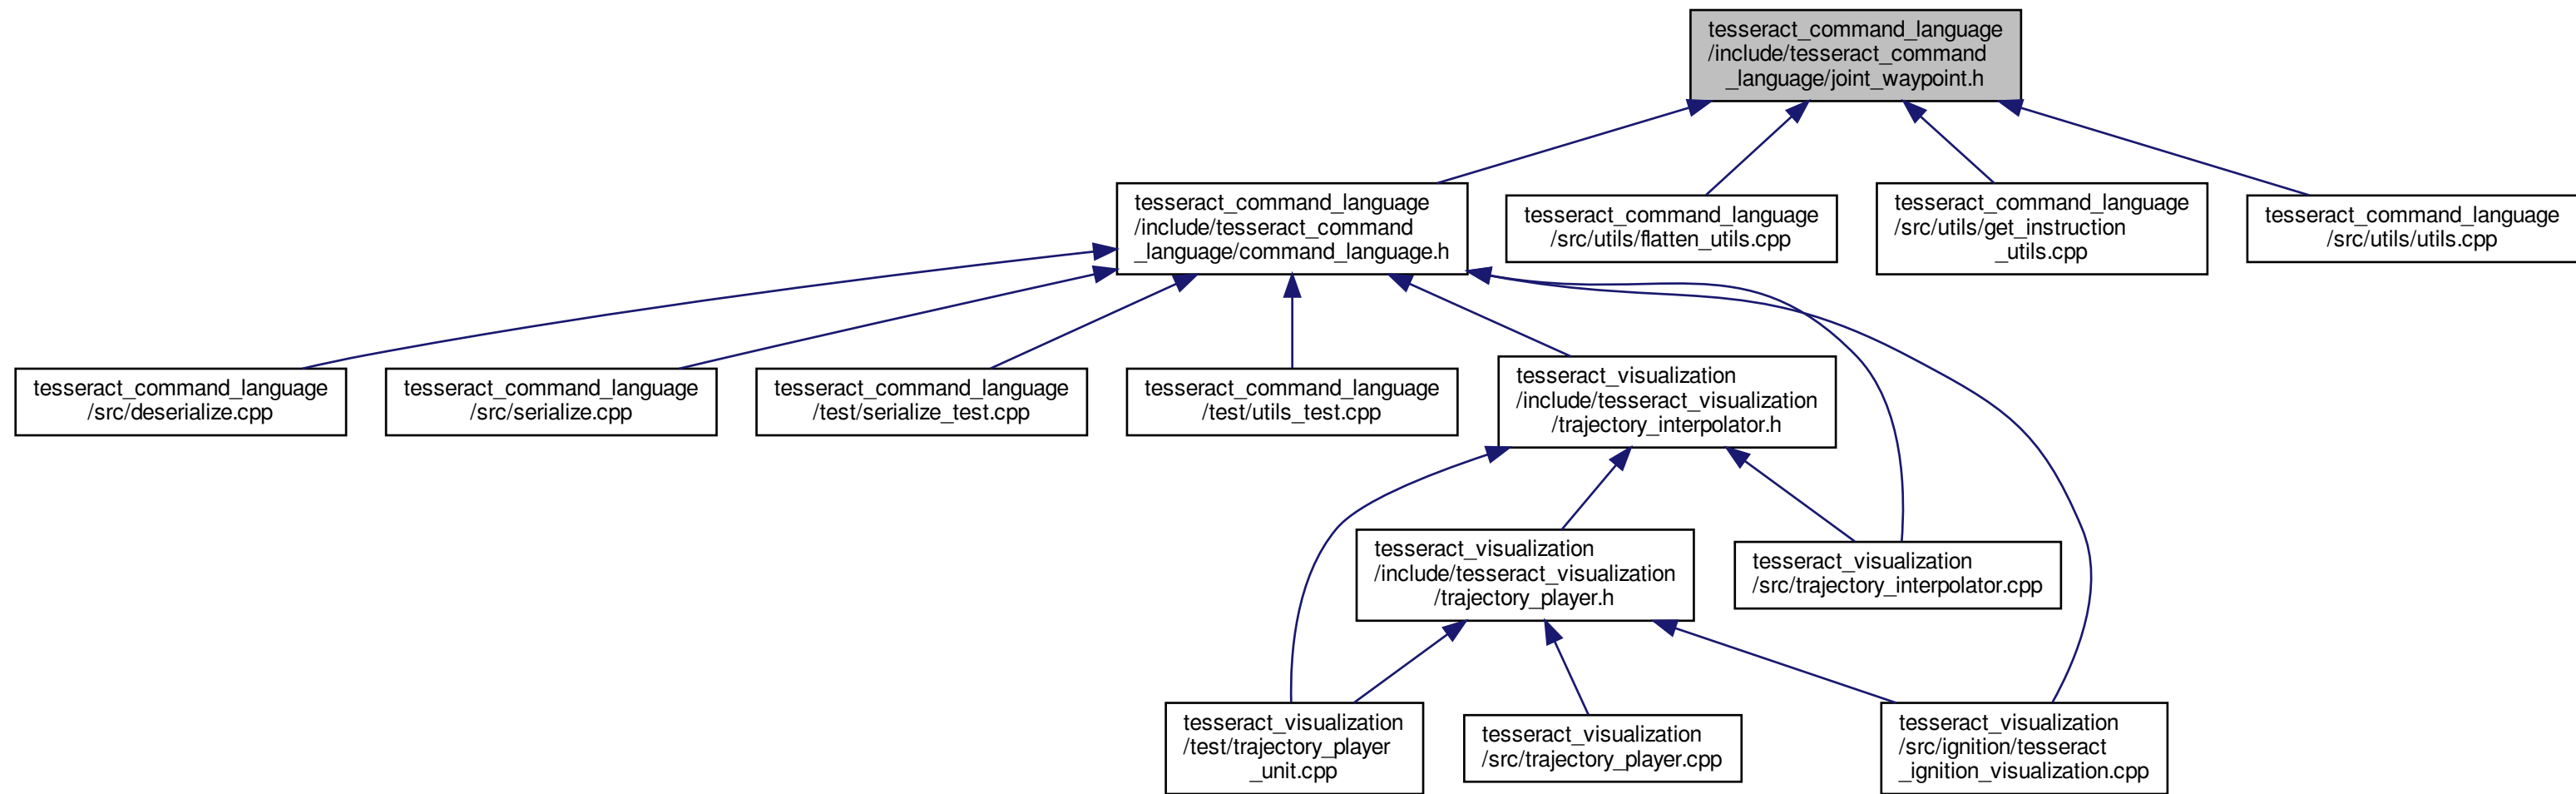 tesseract_command_language
/include/tesseract_command
_language/joint_waypoint.h
tesseract_command_language
/include/tesseract_command
_language/command_language.h
tesseract_command_language
/src/utils/flatten_utils.cpp
tesseract_command_language
/src/utils/get_instruction
_utils.cpp
tesseract_command_language
/src/utils/utils.cpp
tesseract_command_language
/src/deserialize.cpp
tesseract_command_language
/src/serialize.cpp
tesseract_command_language
/test/serialize_test.cpp
tesseract_command_language
/test/utils_test.cpp
tesseract_visualization
/include/tesseract_visualization
/trajectory_interpolator.h
tesseract_visualization
/include/tesseract_visualization
/trajectory_player.h
tesseract_visualization
/src/trajectory_interpolator.cpp
tesseract_visualization
/test/trajectory_player
_unit.cpp
tesseract_visualization
/src/trajectory_player.cpp
tesseract_visualization
/src/ignition/tesseract
_ignition_visualization.cpp